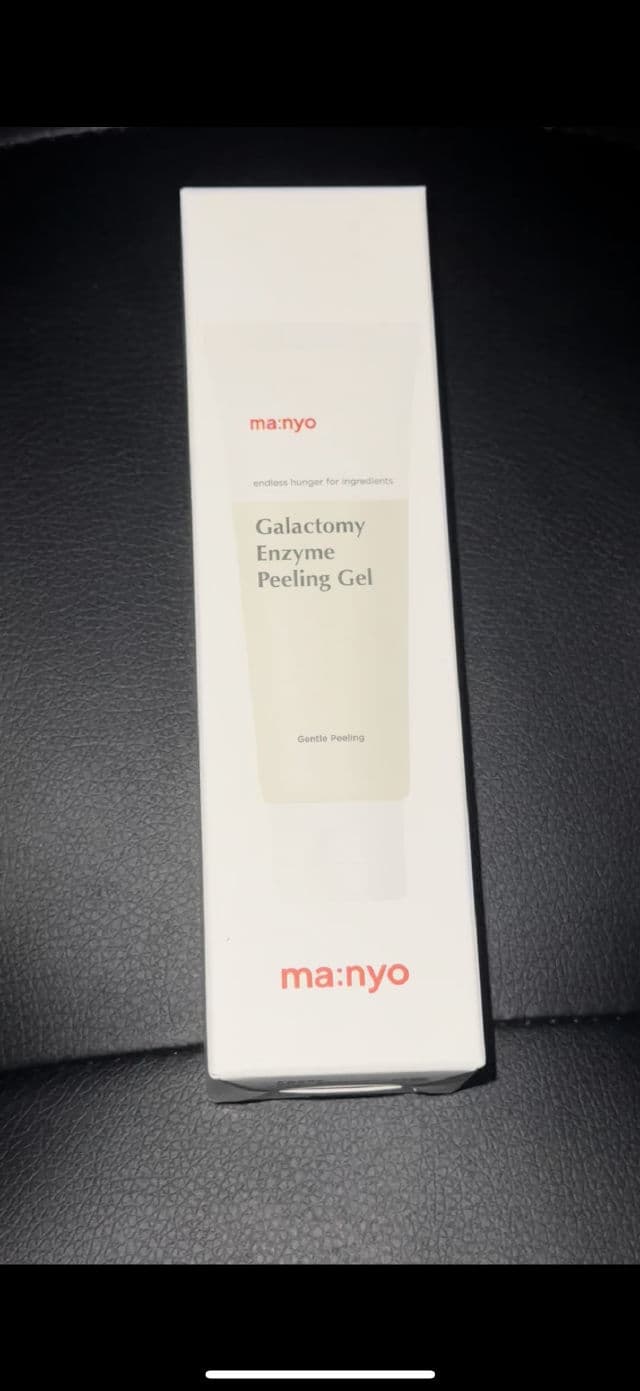 ma:nyo
endless hunger for ingredients
Galactomy
Enzyme
Peeling Gel
Gentle Peeling
ma:nyo